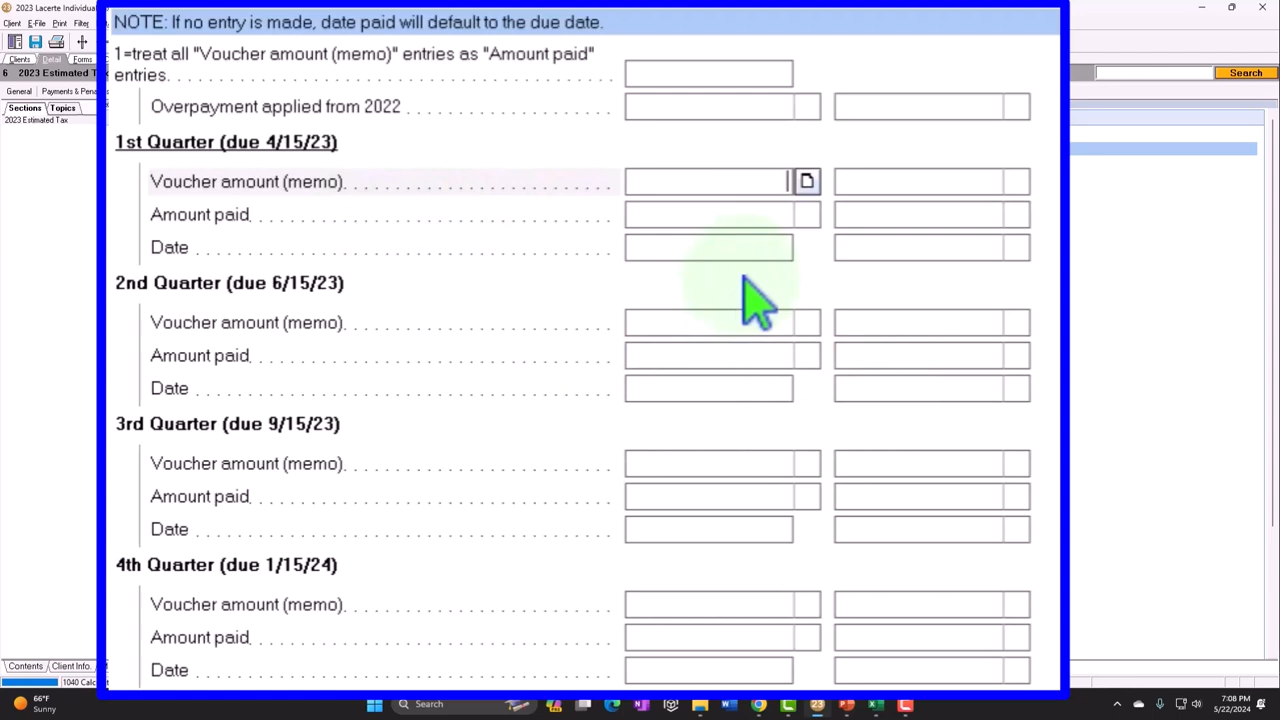 2023 Lacerte Individual
Client E-File Print Filter
Clients Detail Forms
6 2023 Estimated Ta
Search
General Payments & Pena
Sections Topics
2023 Estimated Tax
NOTE: If no entry is made, date paid will default to the due date.
1=treat all "Voucher amount (memo)" entries as "Amount paid"
entries.
Overpayment applied from 2022
1st Quarter (due 4/15/23)
Voucher amount (memo).
Amount paid.
Date
2nd Quarter (due 6/15/23)
Voucher amount (memo).
Amount paid.
Date
3rd Quarter (due 9/15/23)
Voucher amount (memo).
Amount paid.
Date
4th Quarter (due 1/15/24)
Voucher amount (memo).
Amount paid.
Date
Contents Client Info.
1040 Calc
66°F
Sunny
Search
23
7:08 PM
5/22/2024